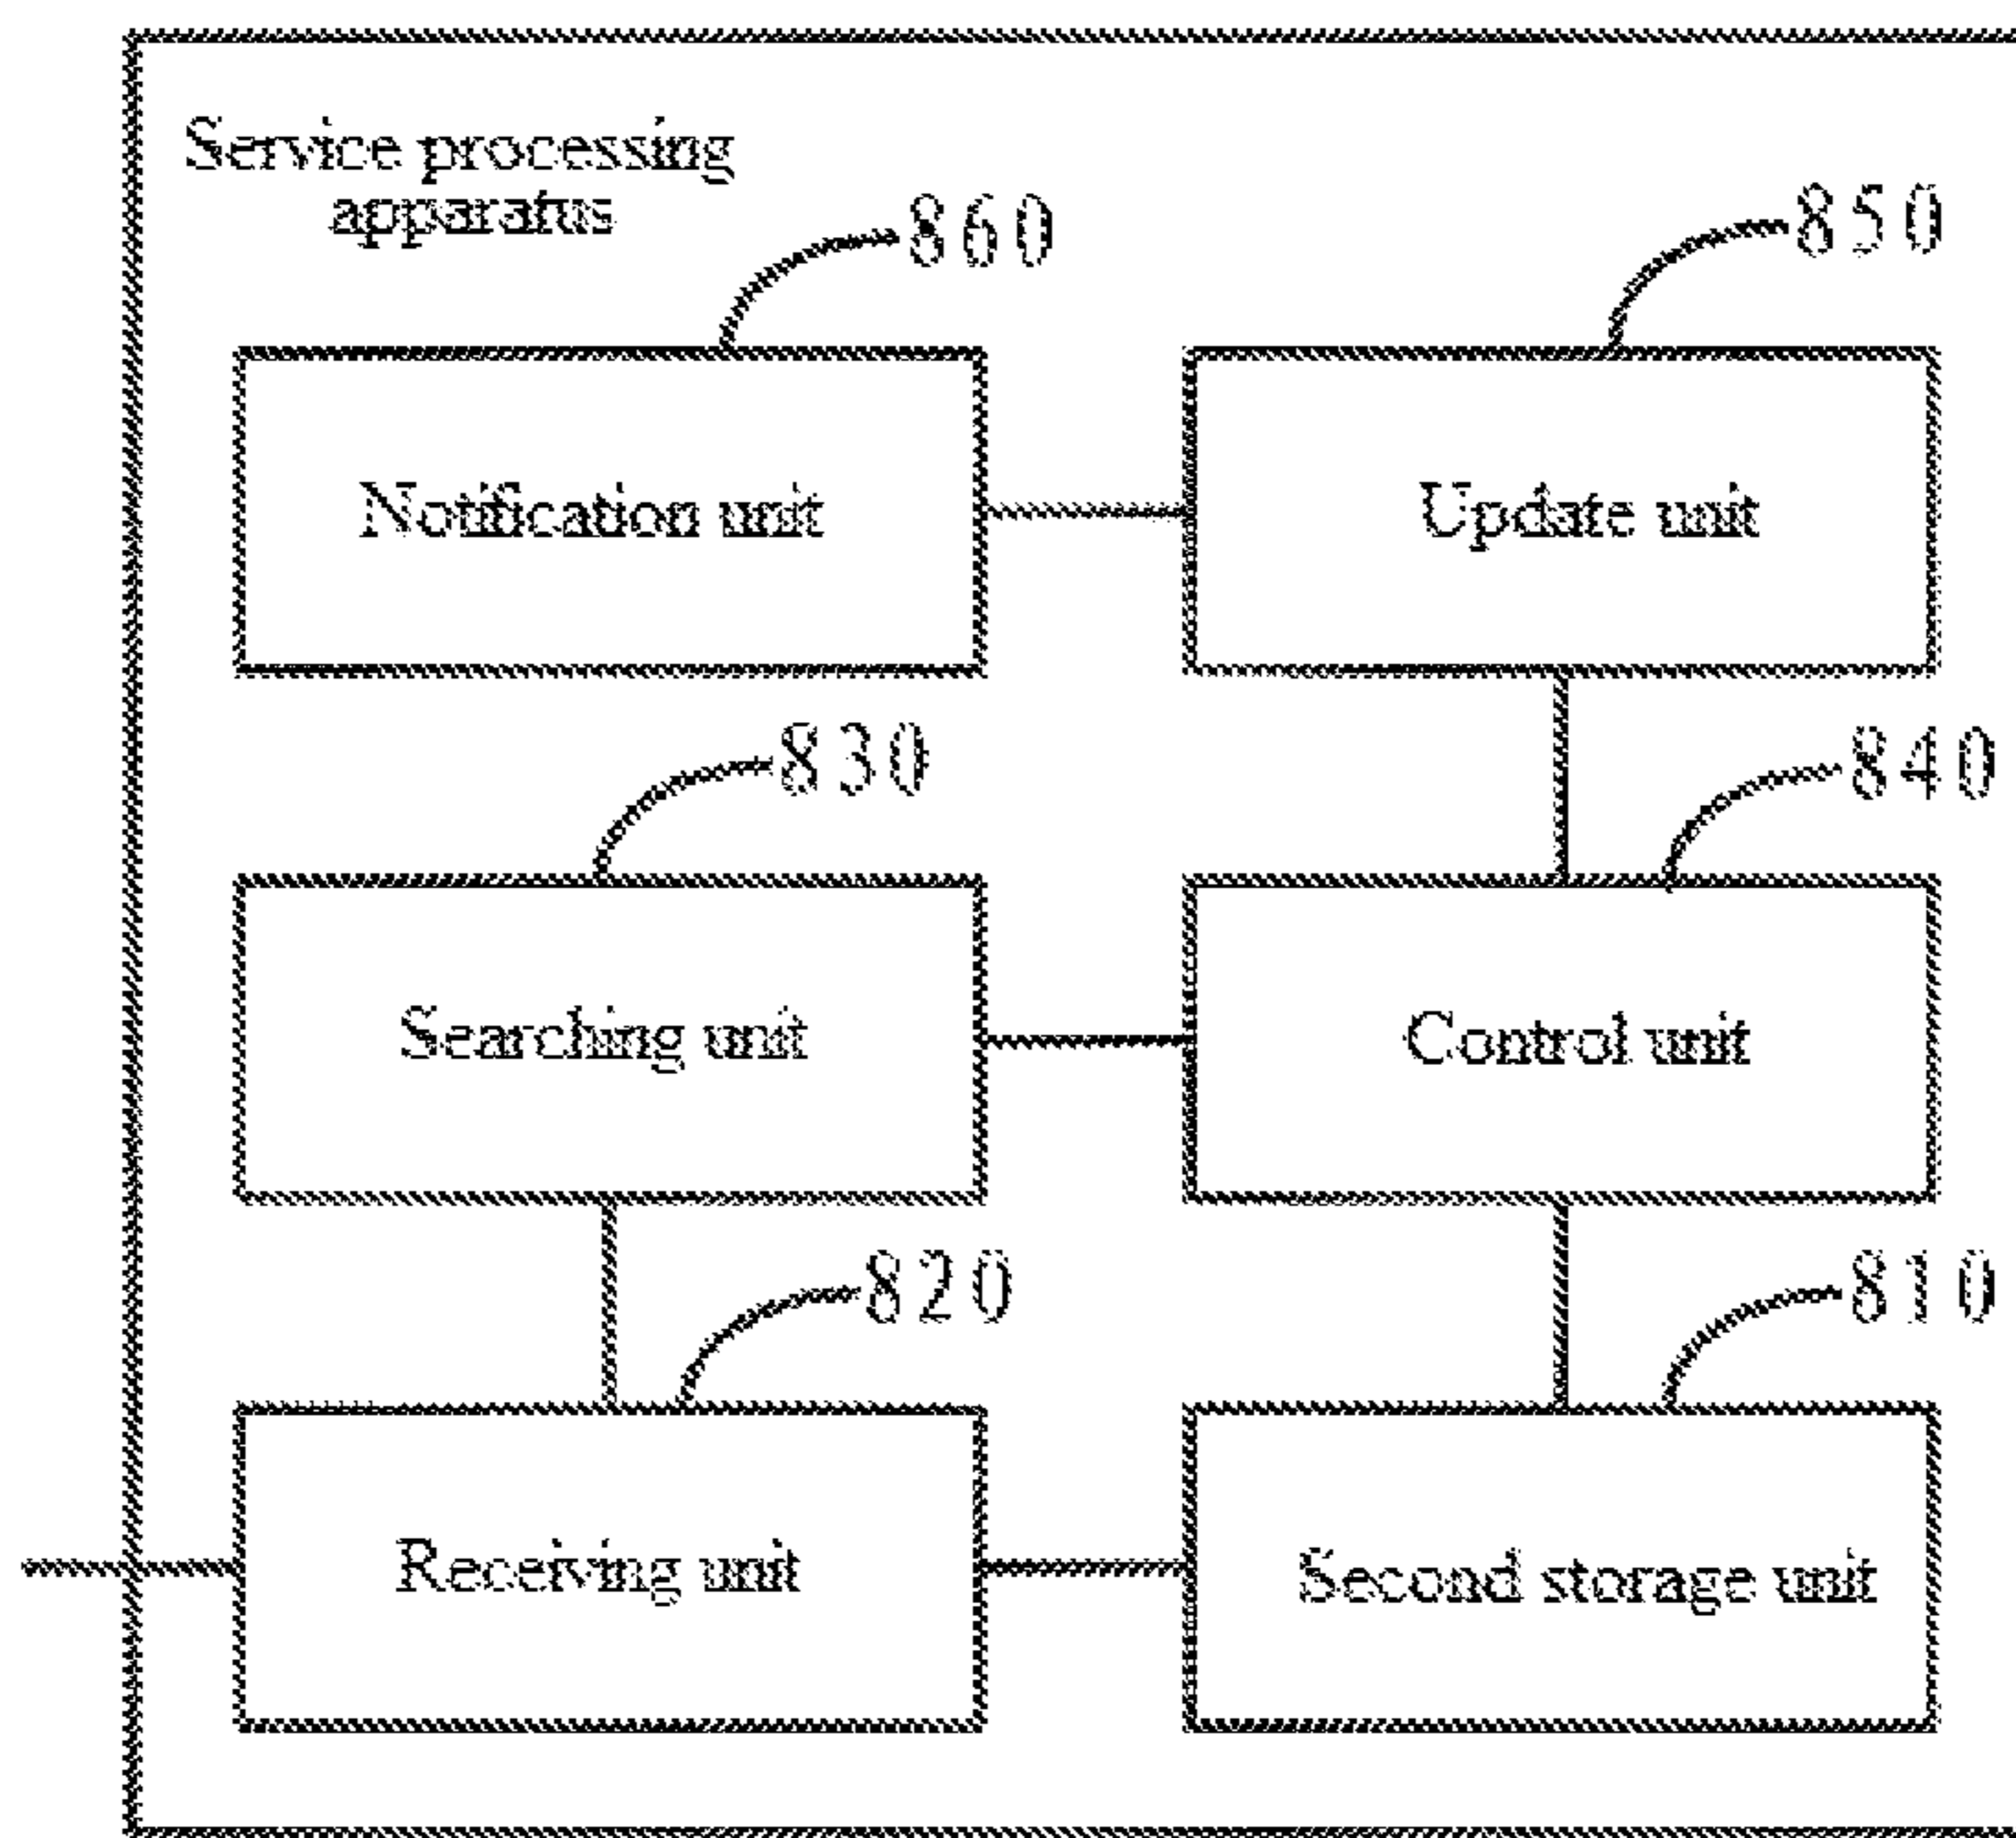 Service processing
apparatus
860
850
Notification unit
Update unit
830
840
Searching unit
Control unit
820
810
Receiving unit
Second storage unit